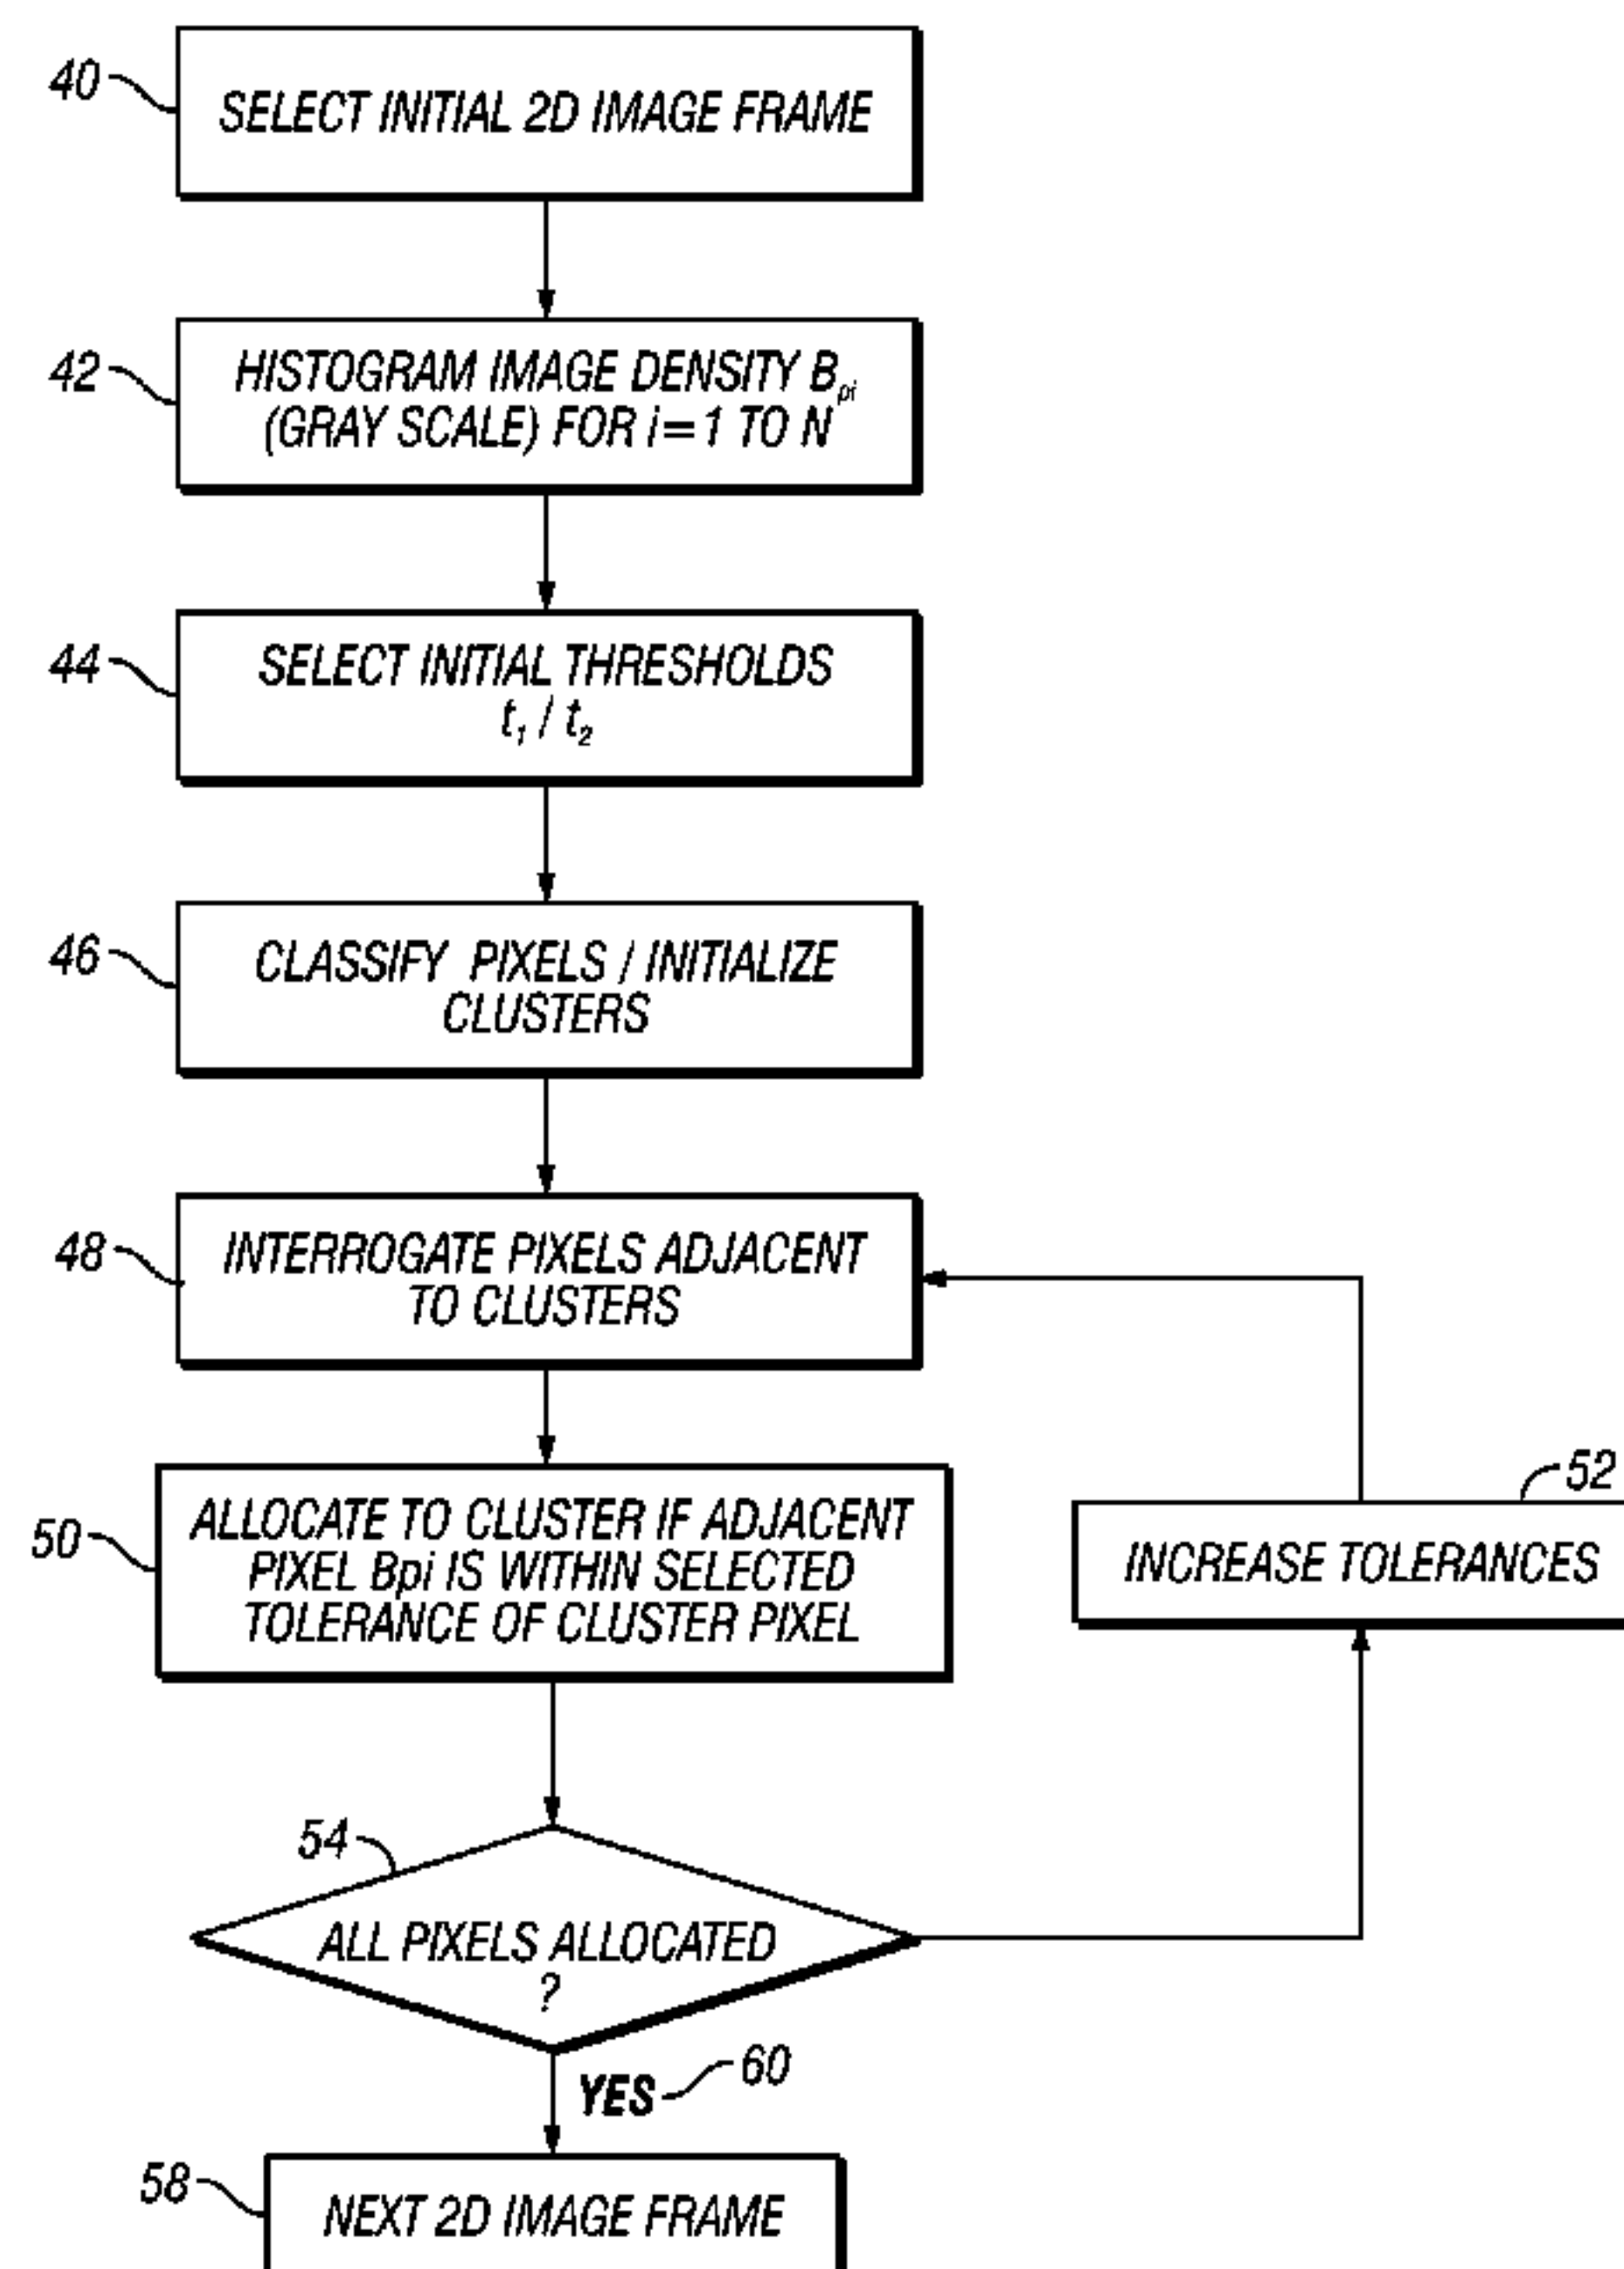 40
SELECT INITIAL 2D IMAGE FRAME
42
HISTOGRAM IMAGE DENSITY Bpi
(GRAY SCALE) FOR i=1 TO N
44
SELECT INITIAL THRESHOLDS
t1 / t2
46
CLASSIFY PIXELS / INITIALIZE
CLUSTERS
48
INTERROGATE PIXELS ADJACENT
TO CLUSTERS
50
ALLOCATE TO CLUSTER IF ADJACENT
PIXEL Bpi IS WITHIN SELECTED
TOLERANCE OF CLUSTER PIXEL
52
INCREASE TOLERANCES
54
ALL PIXELS ALLOCATED
?
YES
60
58
NEXT 2D IMAGE FRAME